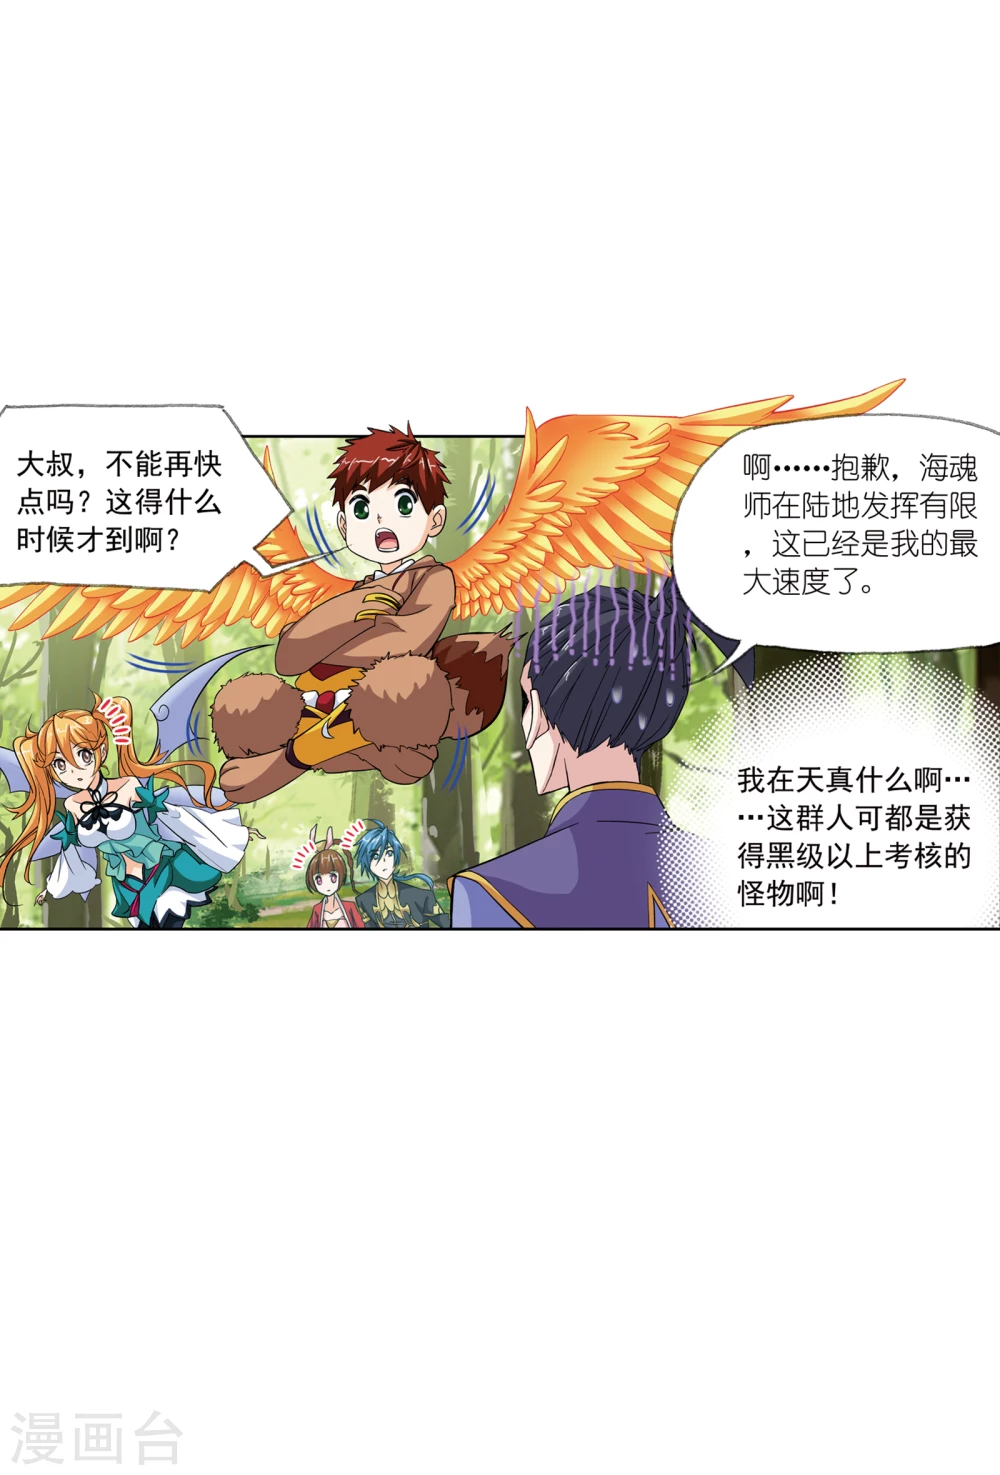 大叔，不能再快
点吗？这得什么
时候才到啊？
啊……抱歉，海魂
师在陆地发挥有限
，这已经是我的最
大速度了。
我在天真什么啊…
…这群人可都是获
得黑级以上考核的
怪物啊！
漫画台